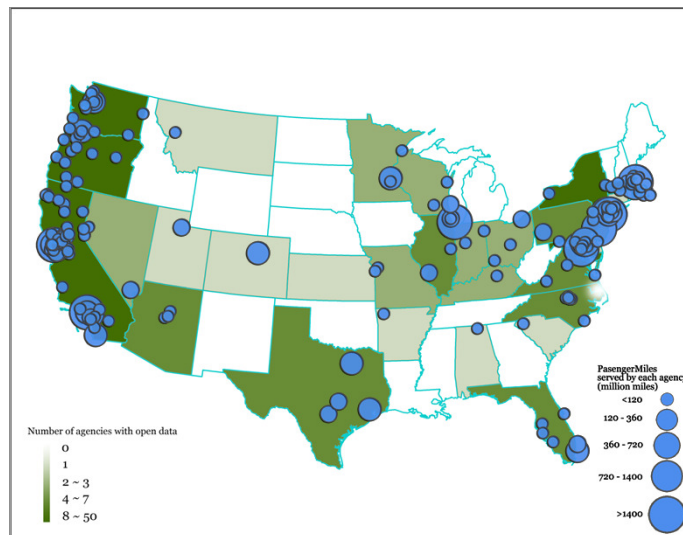 PasengerMiles
served by each agency
(million miles)
<120
120 - 360
360 - 720
720 - 1400
>1400
Number of agencies with open data
0
1
2 ~ 3
4 ~ 7
8 ~ 50